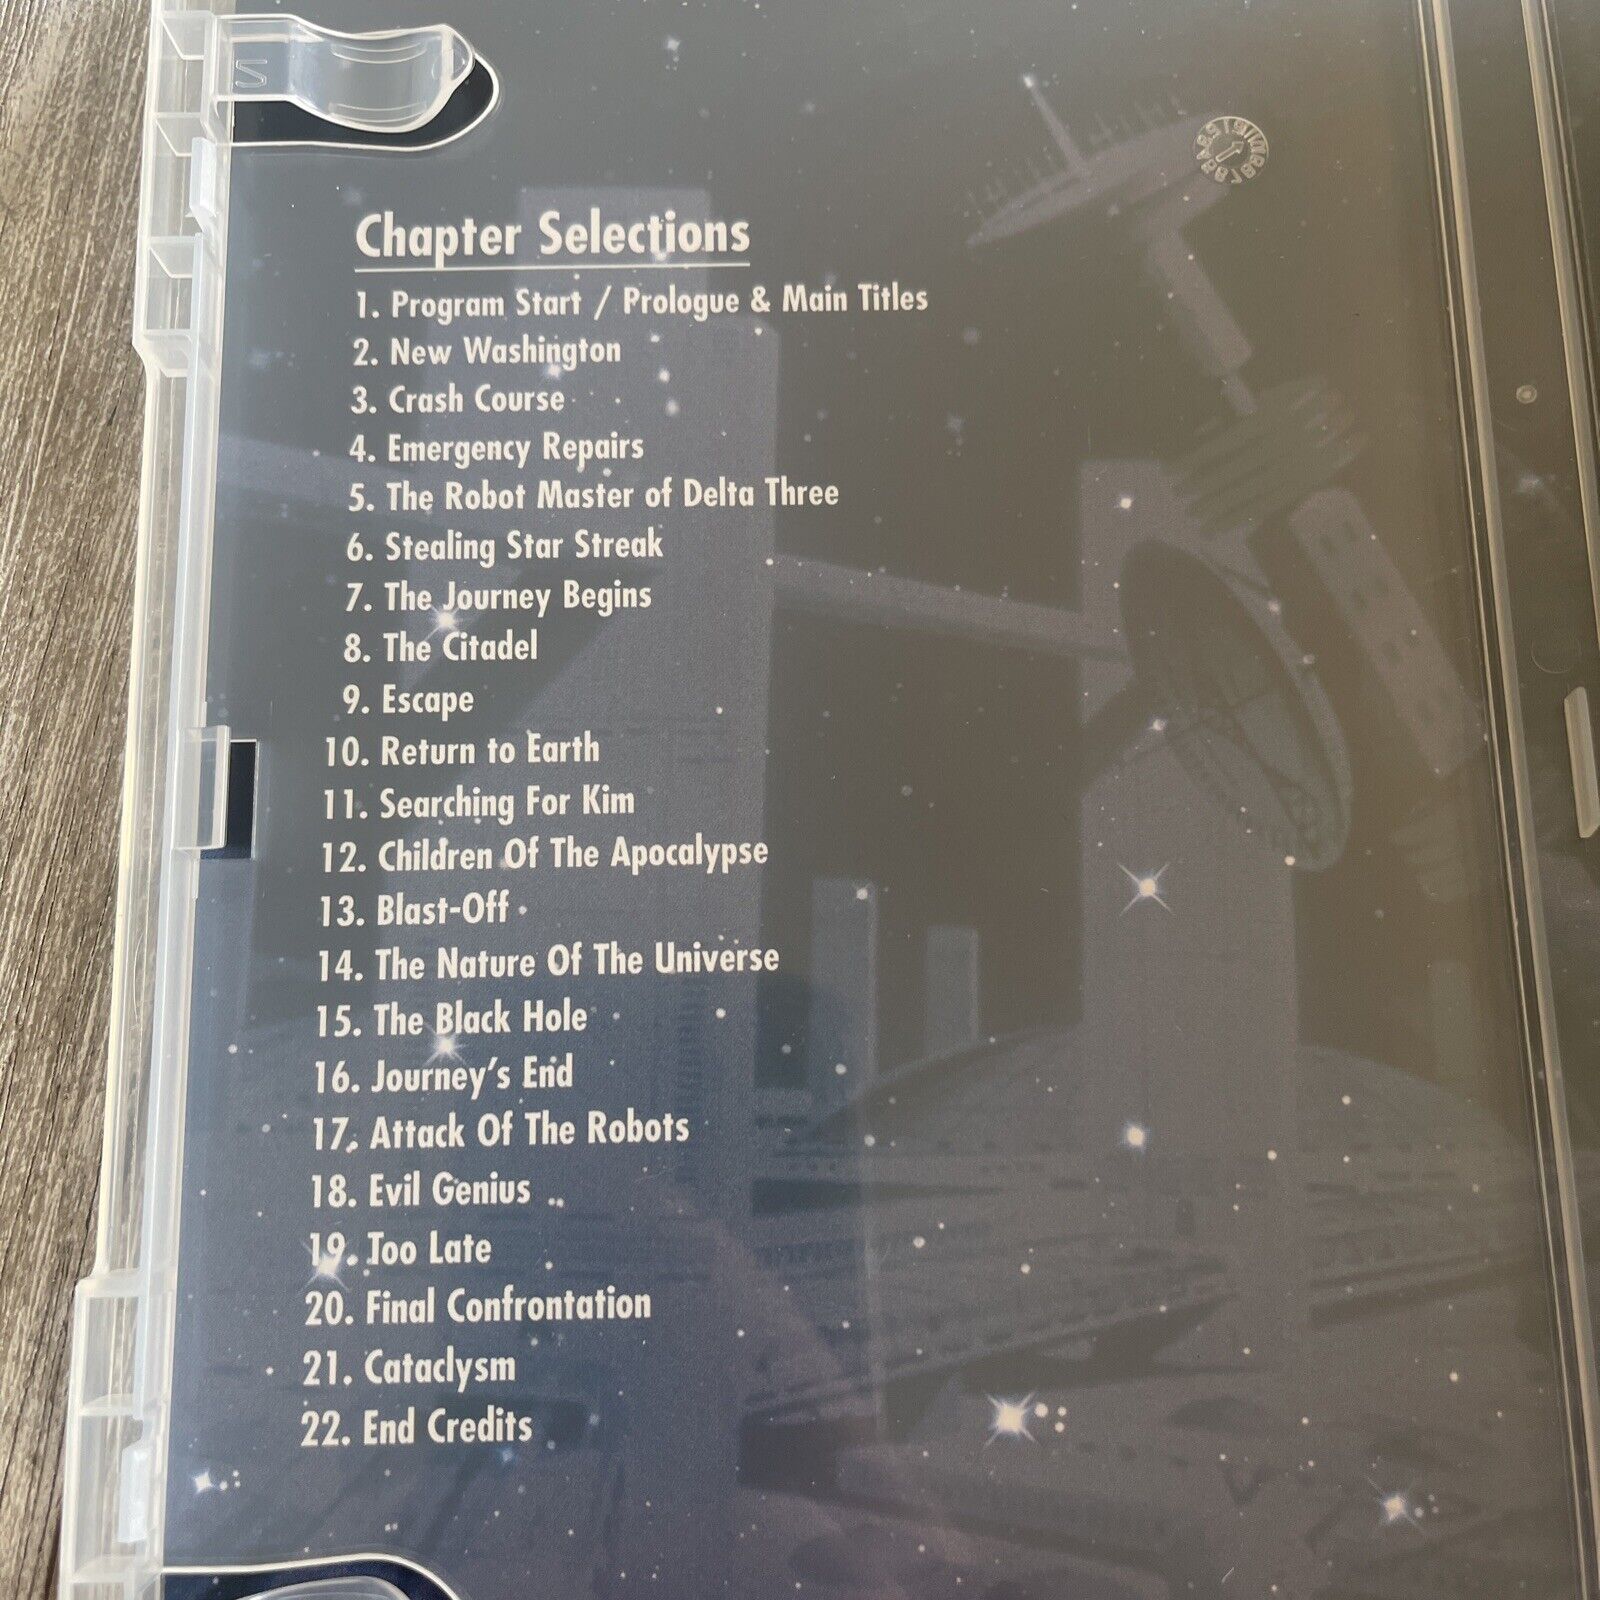 Chapter Selections
1. Program Start / Prologue & Main Titles
2. New Washington
3. Crash Course
4. Emergency Repairs
5. The Robot Master of Delta Three
6. Stealing Star Streak
7. The Journey Begins
8. The Citadel
9. Escape
10. Return to Earth
11. Searching For Kim
12. Children Of The Apocalypse
13. Blast-Off
14. The Nature Of The Universe
15. The Black Hole
16. Journey's End
17. Attack Of The Robots
18. Evil Genius
19. Too Late
20. Final Confrontation
21. Cataclysm
22. End Credits